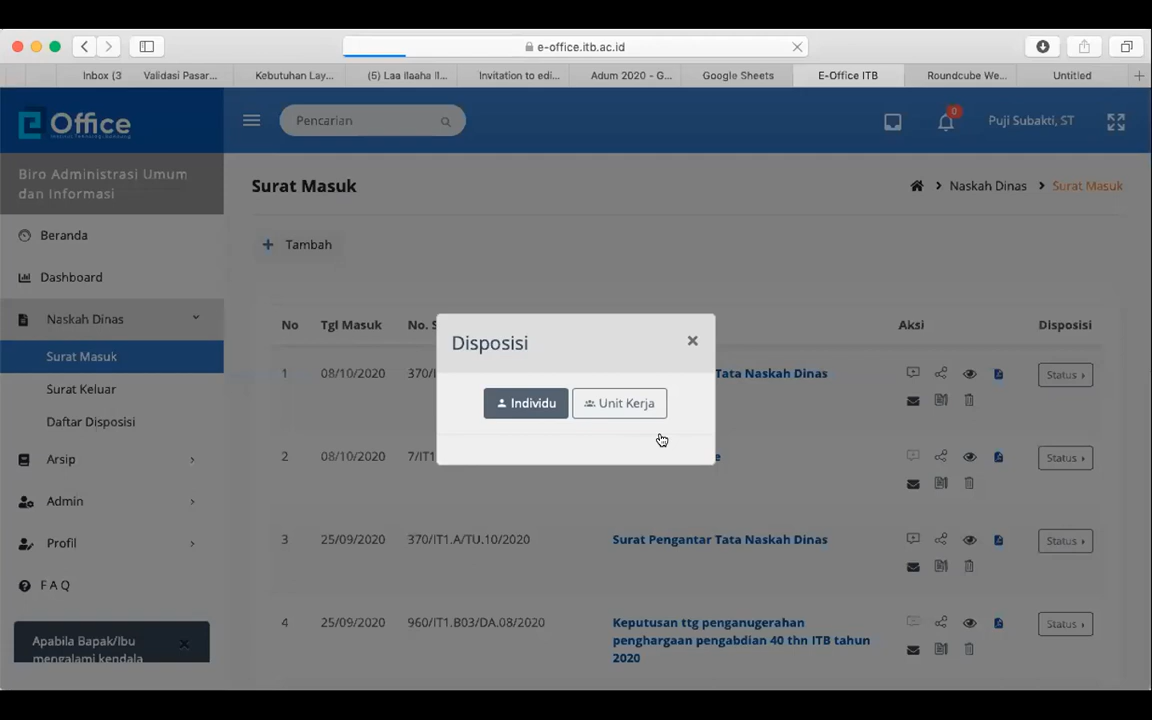 e-office.itb.ac.id
Inbox (3
Validasi Pasar...
Kebutuhan Lay...
(5) Laa ilaaha Il...
Invitation to edi...
Adum 2020 - G...
Google Sheets
E-Office ITB
Roundcube We...
Untitled
Office
Pencarian
0
Puji Subakti, ST
Biro Administrasi Umum
dan Informasi
Surat Masuk
Naskah Dinas
Surat Masuk
Beranda
Tambah
Dashboard
Naskah Dinas
Surat Masuk
Surat Keluar
Daftar Disposisi
Arsip
Admin
Profil
F A Q
Apabila Bapak/Ibu
mengalami kendala
No Tgl Masuk No. S Aksi Disposisi
1 08/10/2020 370/I Tata Naskah Dinas Status
2 08/10/2020 7/IT1 e Status
3 25/09/2020 370/IT1.A/TU.10/2020 Surat Pengantar Tata Naskah Dinas Status
4 25/09/2020 960/IT1.B03/DA.08/2020 Keputusan ttg penganugerahan Status
penghargaan pengabdian 40 thn ITB tahun
2020
Disposisi
Individu
Unit Kerja